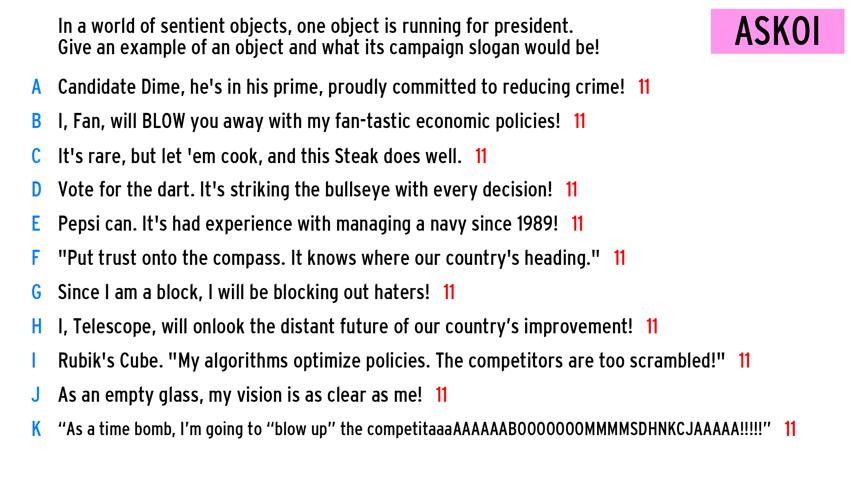 In a world of sentient objects, one object is running for president.
Give an example of an object and what its campaign slogan would be!
ASKOI
A Candidate Dime, he's in his prime, proudly committed to reducing crime! 11
B I, Fan, will BLOW you away with my fan-tastic economic policies! 11
C It's rare, but let 'em cook, and this Steak does well. 11
D Vote for the dart. It's striking the bullseye with every decision! 11
E Pepsi can. It's had experience with managing a navy since 1989! 11
F "Put trust onto the compass. It knows where our country's heading." 11
G Since I am a block, I will be blocking out haters! 11
H I, Telescope, will onlook the distant future of our country’s improvement! 11
I Rubik's Cube. "My algorithms optimize policies. The competitors are too scrambled!" 11
J As an empty glass, my vision is as clear as me! 11
K “As a time bomb, I’m going to “blow up” the competitaaaAAAAAABOOOOOOOMMMMSDHNKCJAAAAA!!!!!” 11